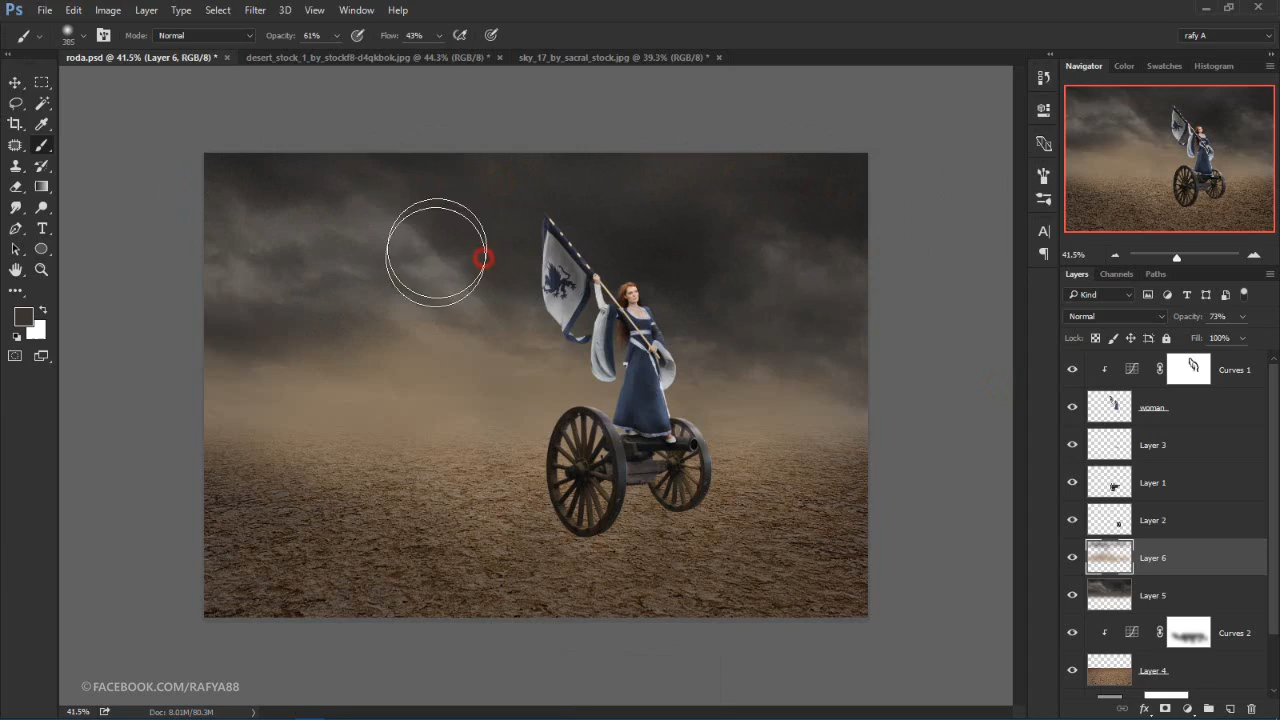 Ps File Edit Image Layer Type Select Filter 3D View Window Help
385 Mode: Normal Opacity: 61% Flow: 43% rafy A
roda.psd @ 41.5% (Layer 6, RGB/8) * × desert_stock_1_by_stockf8-d4qkbok.jpg @ 44.3% (RGB/8) * × sky_17_by_sacral_stock.jpg @ 39.3% (RGB/8) * ×
Navigator Color Swatches Histogram
41.5%
Layers Channels Paths
Kind
Normal Opacity: 73%
Lock: Fill: 100%
Curves 1
woman
Layer 3
Layer 1
Layer 2
Layer 6
Layer 5
Curves 2
Layer 4
©FACEBOOK.COM/RAFYA88
41.5% Doc: 8.01M/80.3M